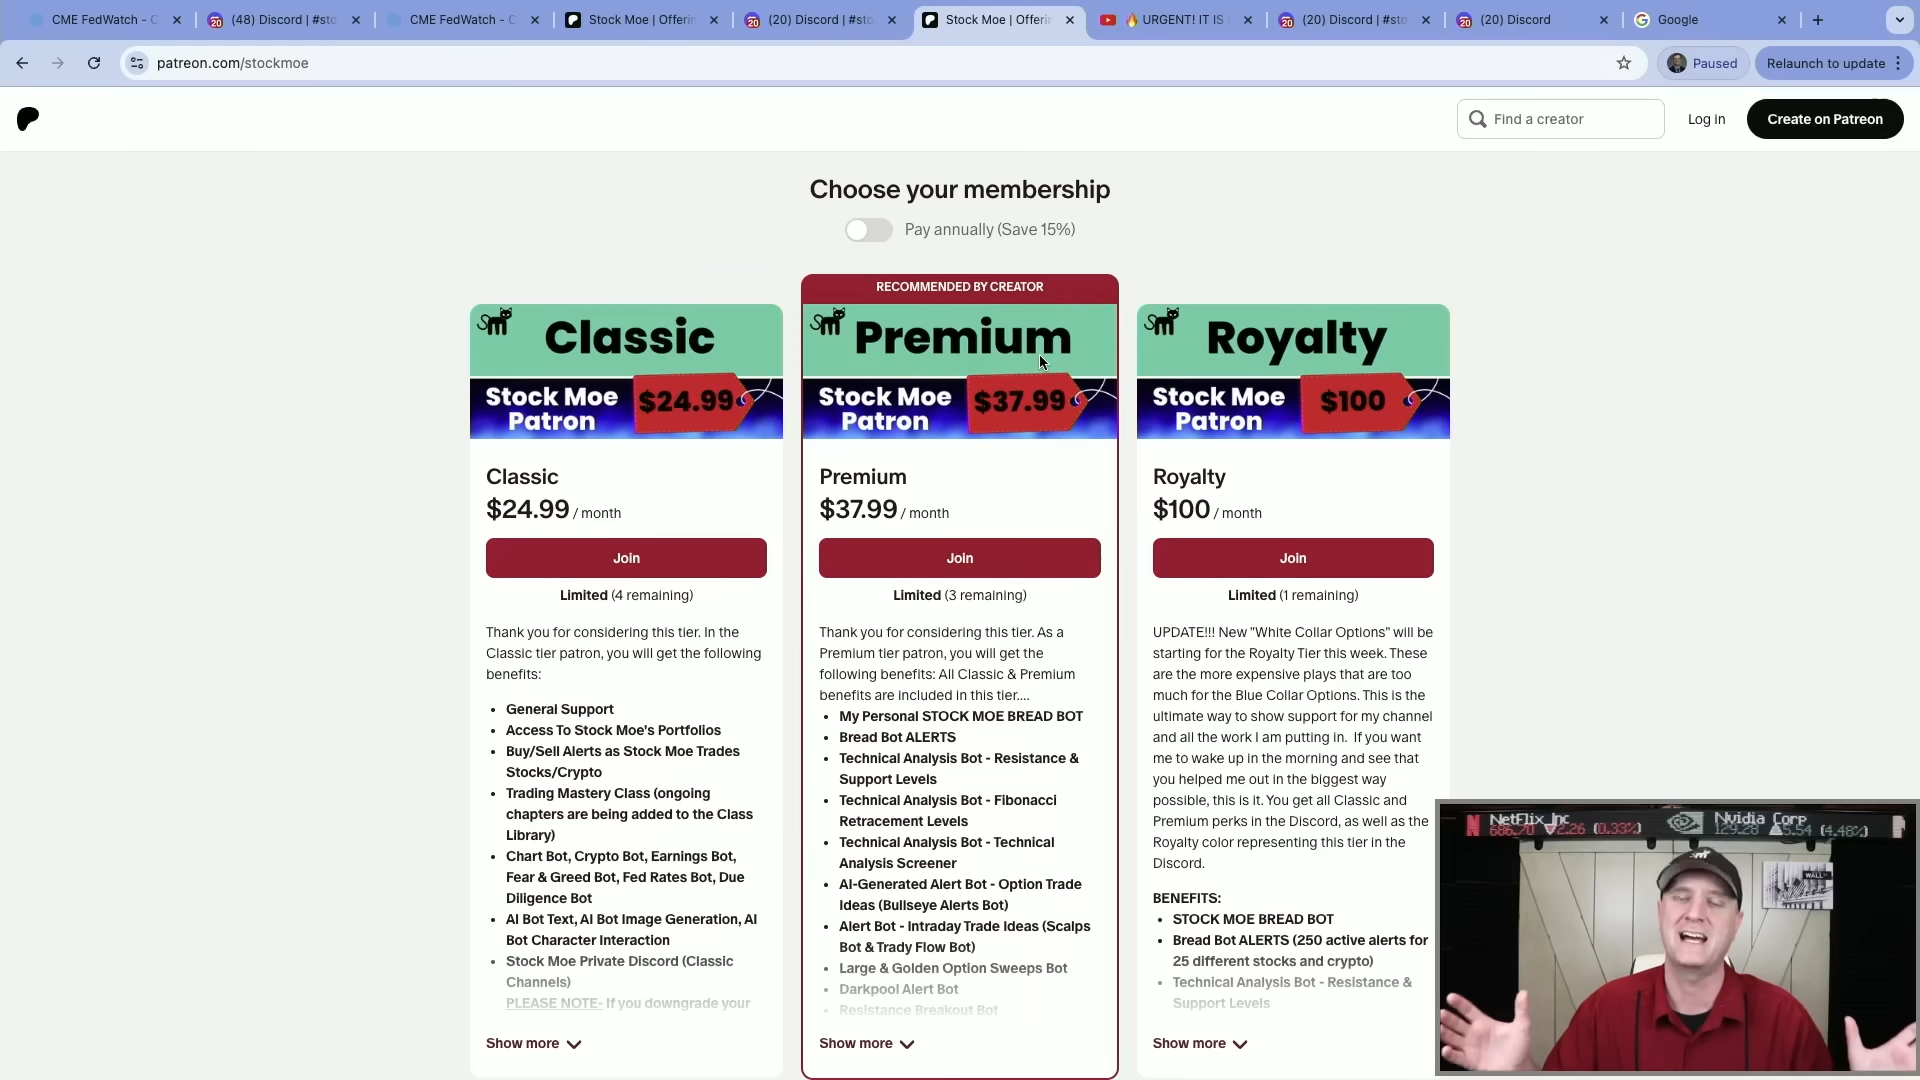 CME FedWatch - C
(48) Discord | #sto
CME FedWatch - C
Stock Moe | Offerin
(20) Discord | #sto
Stock Moe | Offerin
URGENT! IT IS
(20) Discord | #sto
(20) Discord
Google
patreon.com/stockmoe
Paused
Relaunch to update
Find a creator
Log in
Create on Patreon
Choose your membership
Pay annually (Save 15%)
RECOMMENDED BY CREATOR
Classic
Stock Moe
Patron
$24.99
Classic
$24.99 / month
Join
Limited (4 remaining)
Thank you for considering this tier. In the
Classic tier patron, you will get the following
benefits:
• General Support
• Access To Stock Moe's Portfolios
• Buy/Sell Alerts as Stock Moe Trades
Stocks/Crypto
• Trading Mastery Class (ongoing
chapters are being added to the Class
Library)
• Chart Bot, Crypto Bot, Earnings Bot,
Fear & Greed Bot, Fed Rates Bot, Due
Diligence Bot
• AI Bot Text, AI Bot Image Generation, AI
Bot Character Interaction
• Stock Moe Private Discord (Classic
Channels)
PLEASE NOTE- If you downgrade your
Show more
Premium
Stock Moe
Patron
$37.99
Premium
$37.99 / month
Join
Limited (3 remaining)
Thank you for considering this tier. As a
Premium tier patron, you will get the
following benefits: All Classic & Premium
benefits are included in this tier....
• My Personal STOCK MOE BREAD BOT
• Bread Bot ALERTS
• Technical Analysis Bot - Resistance &
Support Levels
• Technical Analysis Bot - Fibonacci
Retracement Levels
• Technical Analysis Bot - Technical
Analysis Screener
• AI-Generated Alert Bot - Option Trade
Ideas (Bullseye Alerts Bot)
• Alert Bot - Intraday Trade Ideas (Scalps
Bot & Trady Flow Bot)
• Large & Golden Option Sweeps Bot
• Darkpool Alert Bot
• Resistance Breakout Bot
Show more
Royalty
Stock Moe
Patron
$100
Royalty
$100 / month
Join
Limited (1 remaining)
UPDATE!!! New "White Collar Options" will be
starting for the Royalty Tier this week. These
are the more expensive plays that are too
much for the Blue Collar Options. This is the
ultimate way to show support for my channel
and all the work I am putting in. If you want
me to wake up in the morning and see that
you helped me out in the biggest way
possible, this is it. You get all Classic and
Premium perks in the Discord, as well as the
Royalty color representing this tier in the
Discord.
BENEFITS:
• STOCK MOE BREAD BOT
• Bread Bot ALERTS (250 active alerts for
25 different stocks and crypto)
• Technical Analysis Bot - Resistance &
Support Levels
Show more
NetFlix Inc
686.70 ▼2.26 (0.33%)
Nvidia Corp
129.28 ▲5.54 (4.48%)
WALL